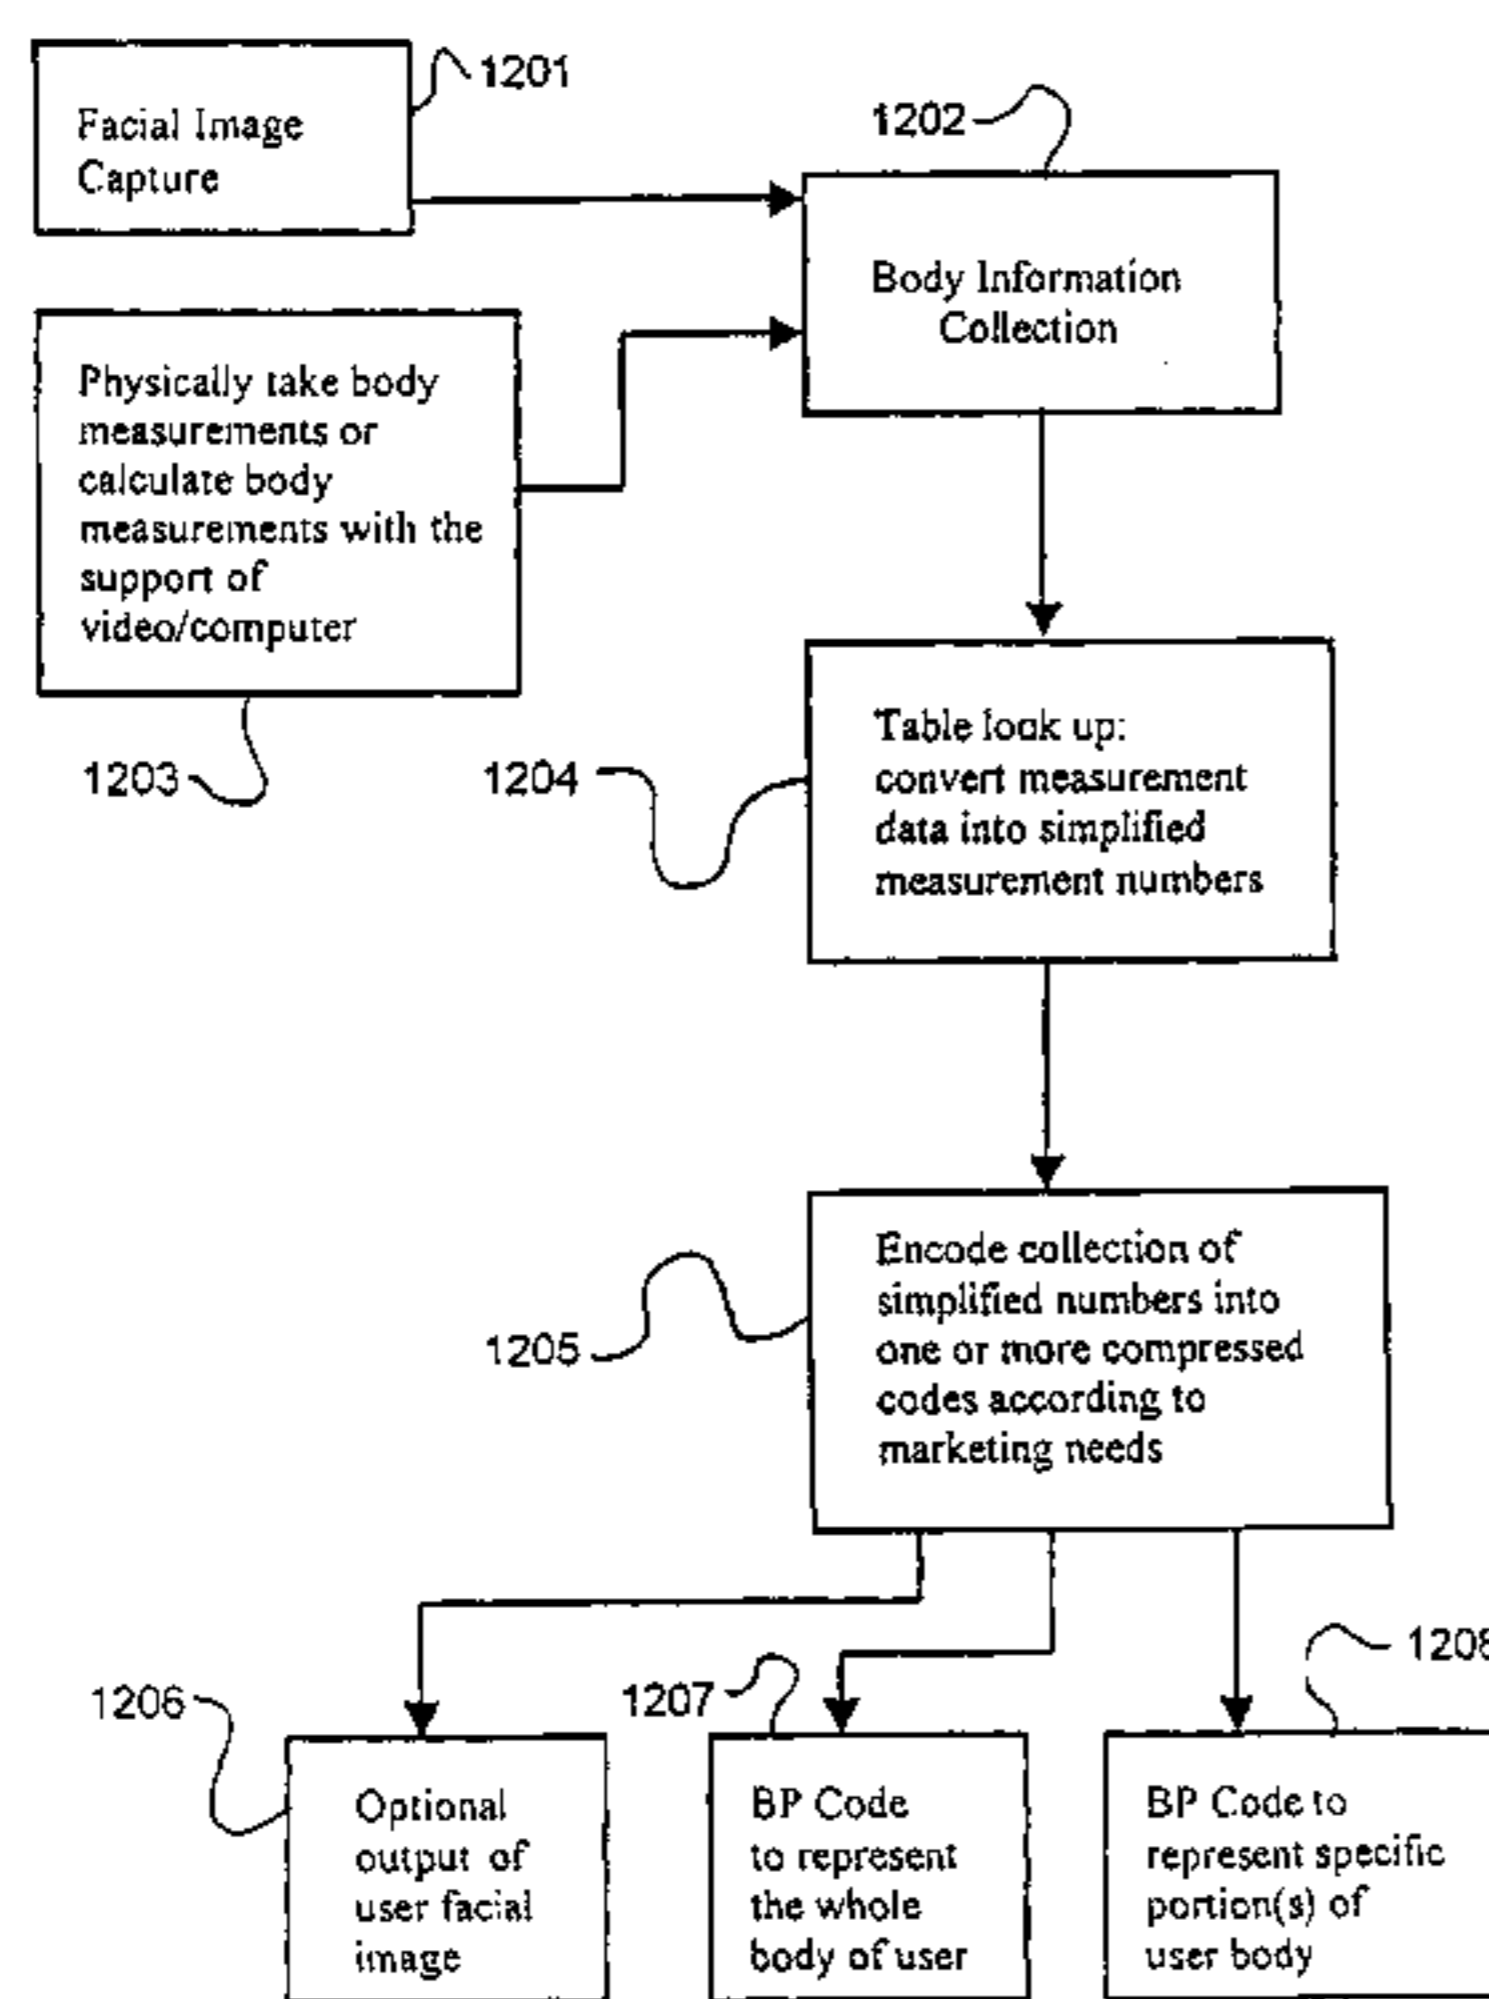 1201
Facial Image
Capture
1202
Body Information
Collection
Physically take body
measurements or
calculate body
measurements with the
support of
video/computer
1203
1204
Table look up:
convert measurement
data into simplified
measurement numbers
1205
Encode collection of
simplified numbers into
one or more compressed
codes according to
marketing needs
1206
Optional
output of
user facial
image
1207
BP Code
to represent
the whole
body of user
1208
BP Code to
represent specific
portion(s) of
user body